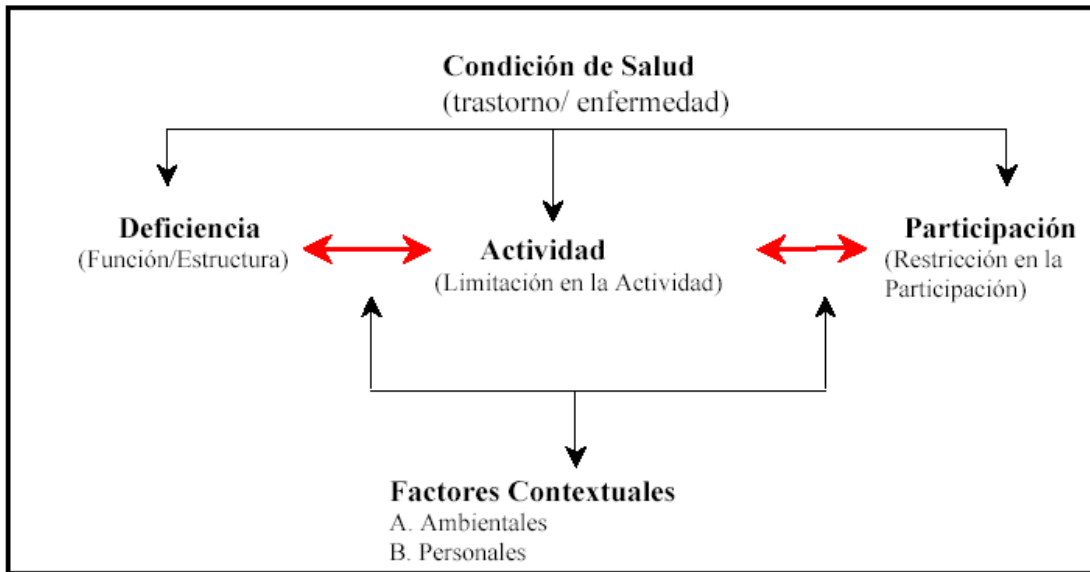 Condición de Salud
(trastorno/ enfermedad)
Deficiencia
(Función/Estructura)
Actividad
(Limitación en la Actividad)
Participación
(Restricción en la
Participación)
Factores Contextuales
A. Ambientales
B. Personales